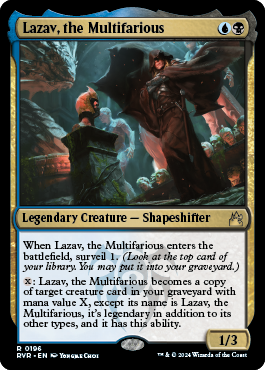 Lazav, the Multifarious
Legendary Creature — Shapeshifter
When Lazav, the Multifarious enters the
battlefield, surveil 1. (Look at the top card of
your library. You may put it into your graveyard.)
X: Lazav, the Multifarious becomes a copy
of target creature card in your graveyard with
mana value X, except its name is Lazav, the
Multifarious, it's legendary in addition to its
other types, and it has this ability.
1/3
R 0196
RVR • EN Yongjae Choi
™ & © 2024 Wizards of the Coast